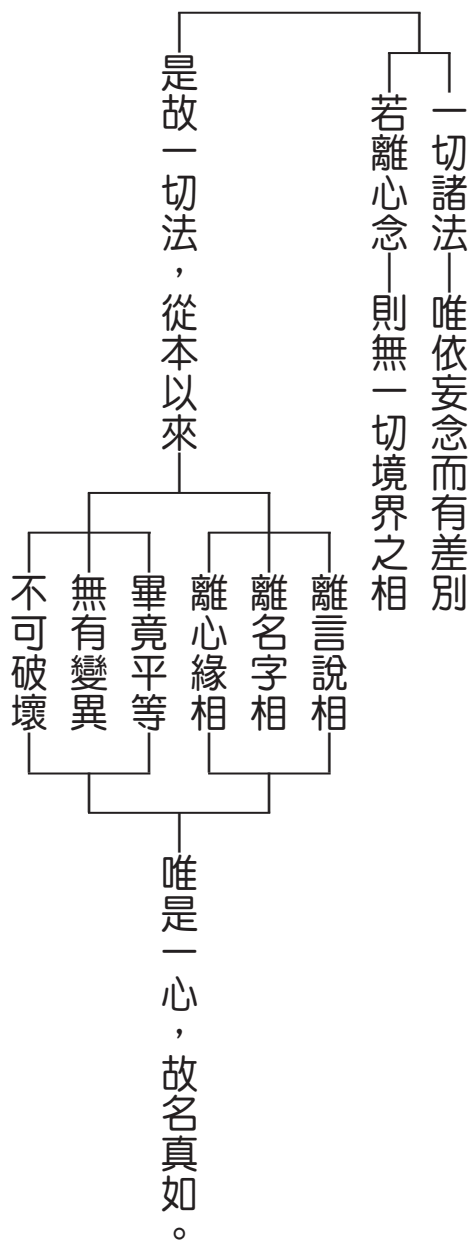 一切諸法—唯依妄念而有差別
若離心念—則無一切境界之相
是故一切法，從本以來
離言說相
離名字相
離心緣相
畢竟平等
無有變異
不可破壞
唯是一心，故名真如。